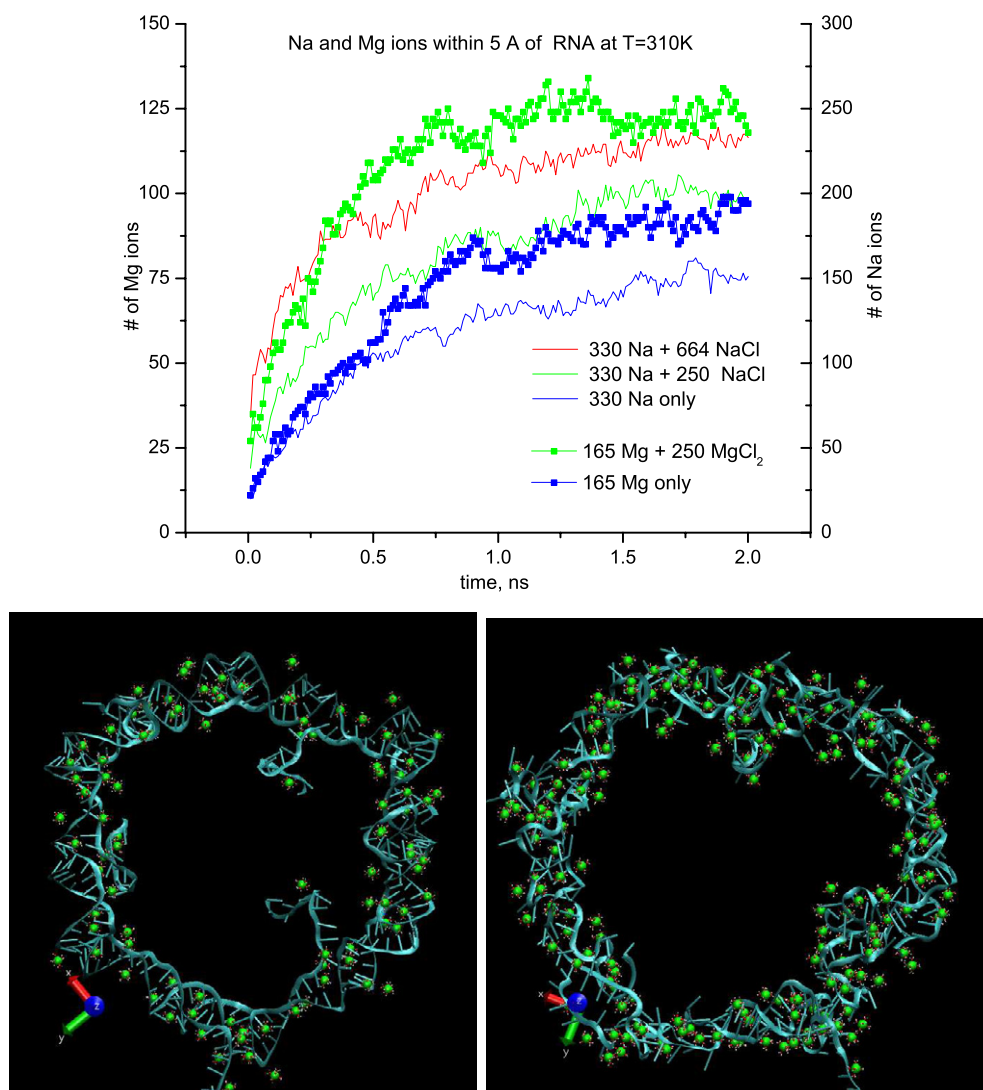 Na and Mg ions within 5 A of RNA at T=310K
150
125
100
75
50
25
0
# of Mg ions
300
250
200
150
100
50
0
# of Na ions
330 Na + 664 NaCl
330 Na + 250 NaCl
330 Na only
165 Mg + 250 MgCl2
165 Mg only
0.0 0.5 1.0 1.5 2.0
time, ns
x
z
y
x
z
y